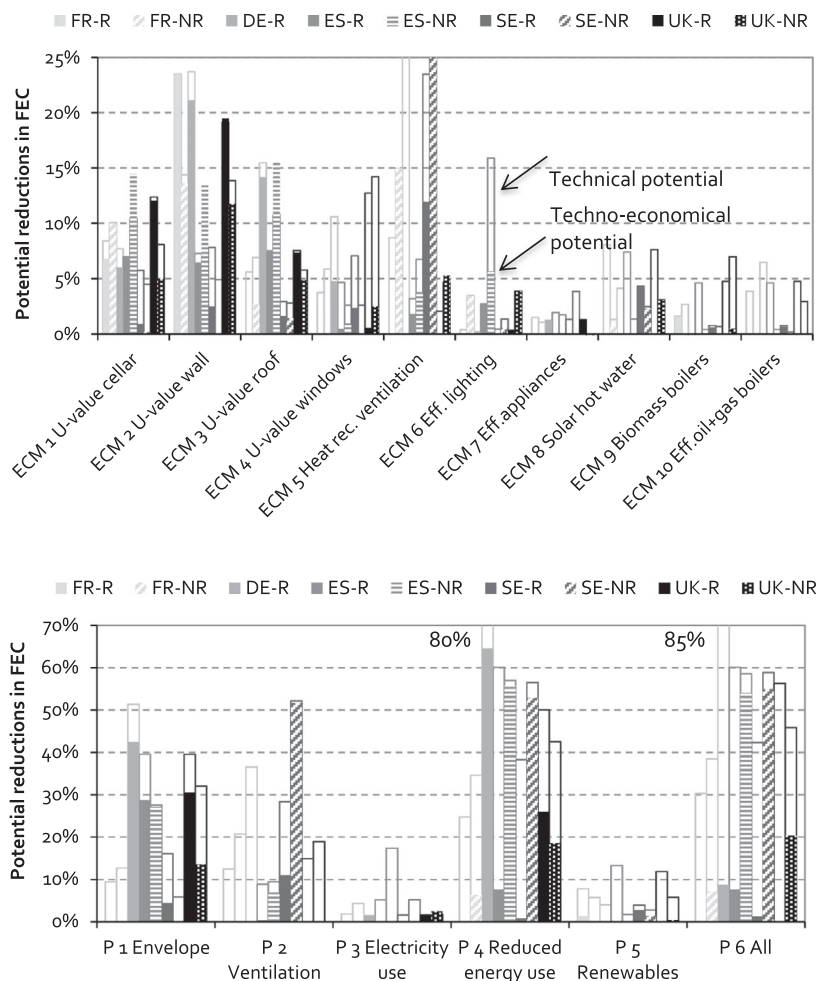 FR-R FR-NR DE-R ES-R ES-NR SE-R SE-NR UK-R UK-NR
Potential reductions in FEC
25%
20%
15%
10%
5%
0%
Technical potential
Techno-economical
potential
ECM 1 U-value cellar
ECM 2 U-value wall
ECM 3 U-value roof
ECM 4 U-value windows
ECM 5 Heat rec. ventilation
ECM 6 Eff. lighting
ECM 7 Eff.appliances
ECM 8 Solar hot water
ECM 9 Biomass boilers
ECM 10 Eff.oil+gas boilers
FR-R FR-NR DE-R ES-R ES-NR SE-R SE-NR UK-R UK-NR
Potential reductions in FEC
70%
60%
50%
40%
30%
20%
10%
0%
80%
85%
P 1 Envelope
P 2
Ventilation
P 3 Electricity
use
P 4 Reduced
energy use
P 5
Renewables
P 6 All